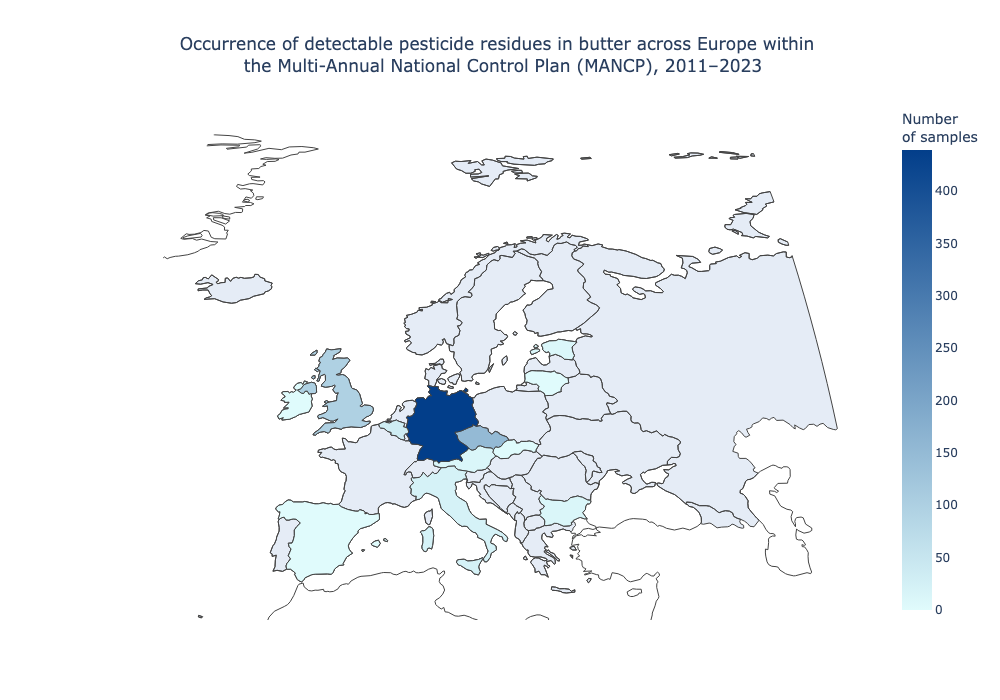 Occurrence of detectable pesticide residues in butter across Europe within
the Multi-Annual National Control Plan (MANCP), 2011–2023
Number
of samples
400
350
300
250
200
150
100
50
0